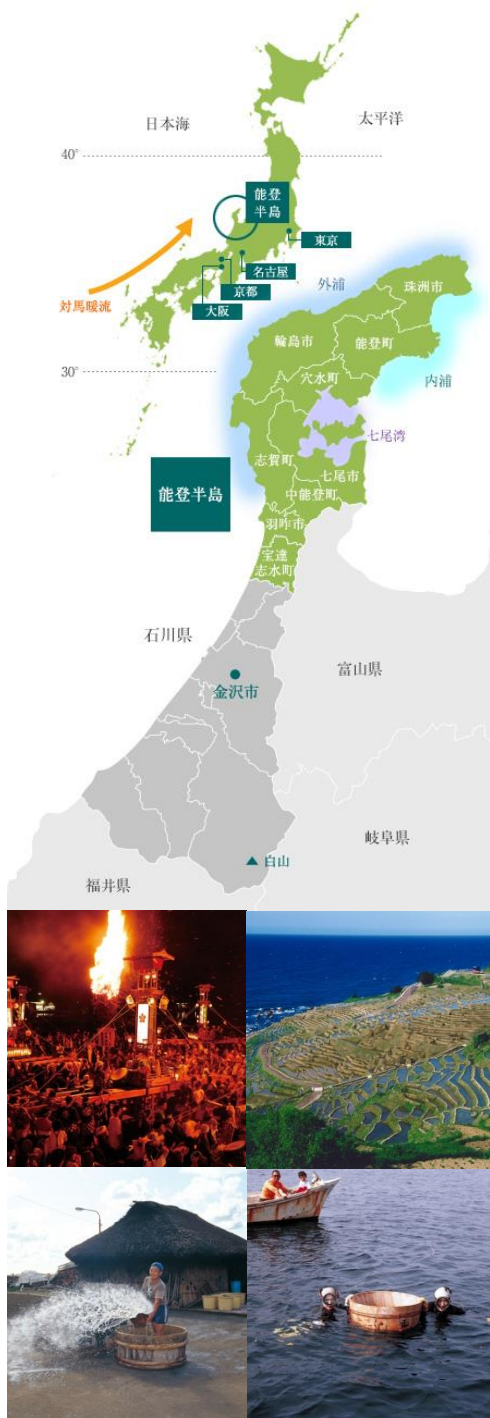 日本海
太平洋
40°
能登
半島
東京
名古屋
京都
大阪
対馬暖流
外浦
珠洲市
輪島市
能登町
30°
穴水町
内浦
七尾湾
志賀町
七尾市
能登半島
中能登町
羽咋市
宝達
志水町
石川県
富山県
金沢市
岐阜県
白山
福井県